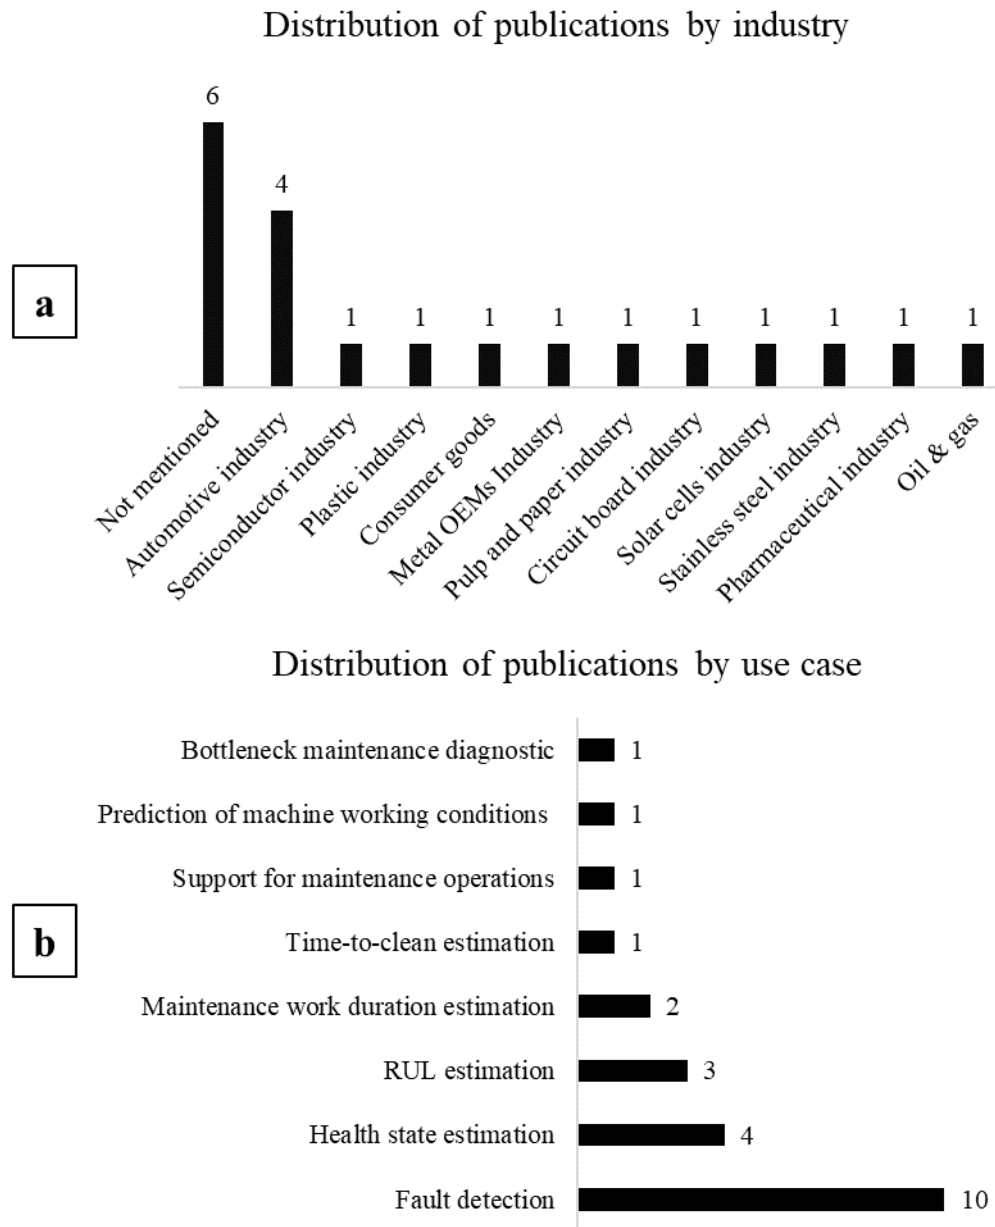 Distribution of publications by industry
6
4
1
1
1
1
1
1
1
1
1
1
a
Not mentioned
Automotive industry
Semiconductor industry
Plastic industry
Consumer goods
Metal OEMs Industry
Pulp and paper industry
Circuit board industry
Solar cells industry
Stainless steel industry
Pharmaceutical industry
Oil & gas
Distribution of publications by use case
b
Bottleneck maintenance diagnostic 1
Prediction of machine working conditions 1
Support for maintenance operations 1
Time-to-clean estimation 1
Maintenance work duration estimation 2
RUL estimation 3
Health state estimation 4
Fault detection 10